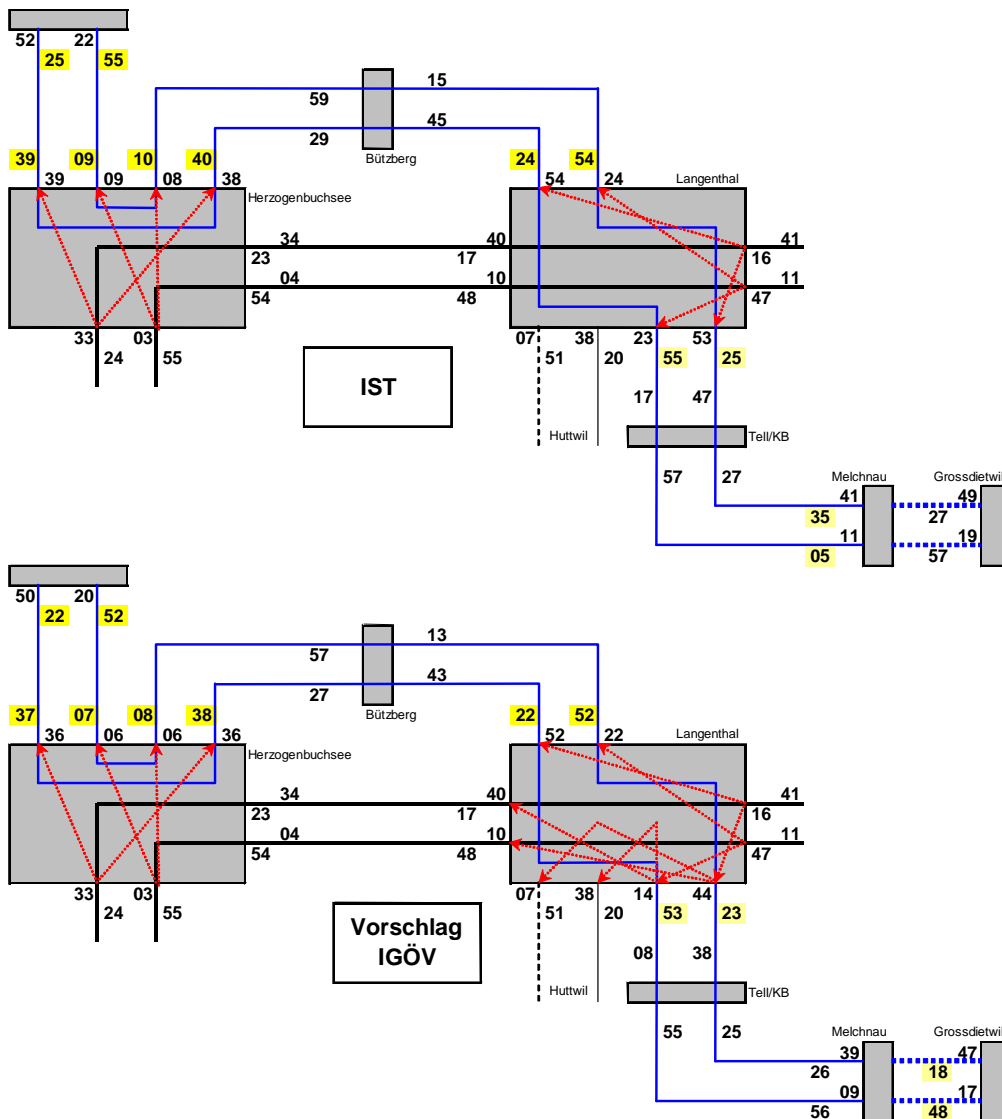 52 22
25 55
15
59
45
29
Bützberg
39 09 10 40 24 54
39 09 08 38 54 24 Langenthal
Herzogenbuchsee
34 40 41
23 17 16
04 10 11
54 48 47
33 03 07 38 23 53
24 55 51 20 55 25
IST
17 47
Huttwil Tell/KB
57 27
Melchnau Grossdietwil
41 49
35 27
11 19
05 57
50 20
22 52
13
57
43
27
Bützberg
37 07 08 38 22 52
36 06 06 36 52 22 Langenthal
Herzogenbuchsee
34 40 41
23 17 16
04 10 11
54 48 47
33 03 07 38 14 44
24 55 51 20 53 23
Vorschlag
IGÖV
08 38
Huttwil Tell/KB
55 25
Melchnau Grossdietwil
39 47
26 18
09 17
56 48